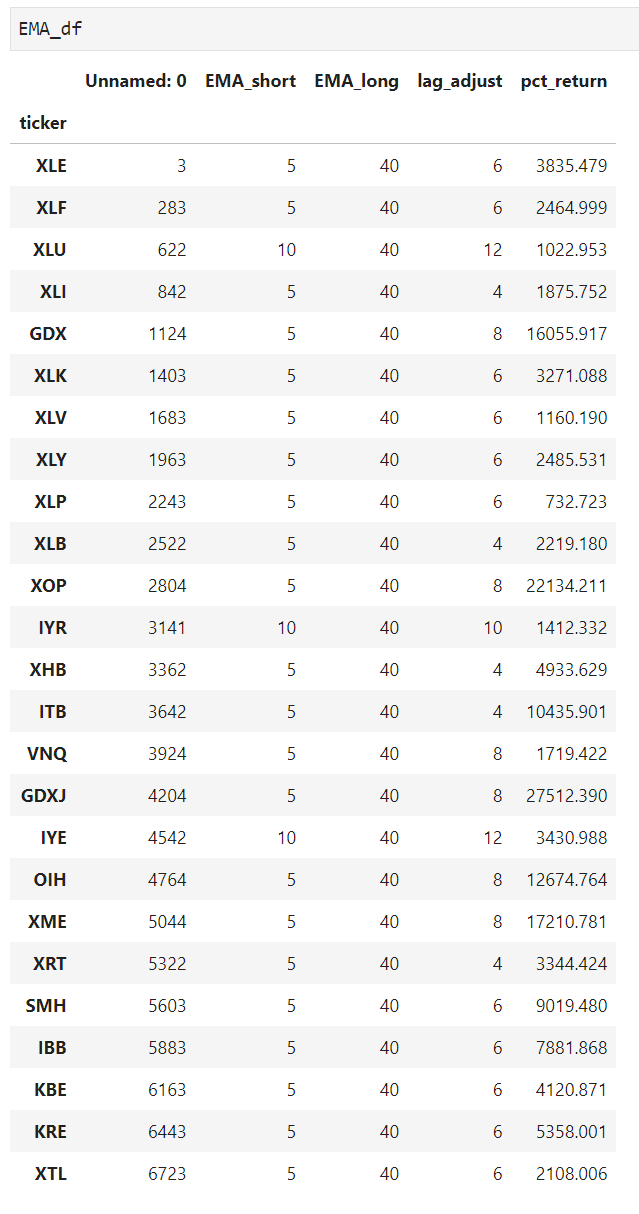 EMA_df
Unnamed: 0 EMA_short EMA_long lag_adjust pct_return
ticker
XLE 3 5 40 6 3835.479
XLF 283 5 40 6 2464.999
XLU 622 10 40 12 1022.953
XLI 842 5 40 4 1875.752
GDX 1124 5 40 8 16055.917
XLK 1403 5 40 6 3271.088
XLV 1683 5 40 6 1160.190
XLY 1963 5 40 6 2485.531
XLP 2243 5 40 6 732.723
XLB 2522 5 40 4 2219.180
XOP 2804 5 40 8 22134.211
IYR 3141 10 40 10 1412.332
XHB 3362 5 40 4 4933.629
ITB 3642 5 40 4 10435.901
VNQ 3924 5 40 8 1719.422
GDXJ 4204 5 40 8 27512.390
IYE 4542 10 40 12 3430.988
OIH 4764 5 40 8 12674.764
XME 5044 5 40 8 17210.781
XRT 5322 5 40 4 3344.424
SMH 5603 5 40 6 9019.480
IBB 5883 5 40 6 7881.868
KBE 6163 5 40 6 4120.871
KRE 6443 5 40 6 5358.001
XTL 6723 5 40 6 2108.006